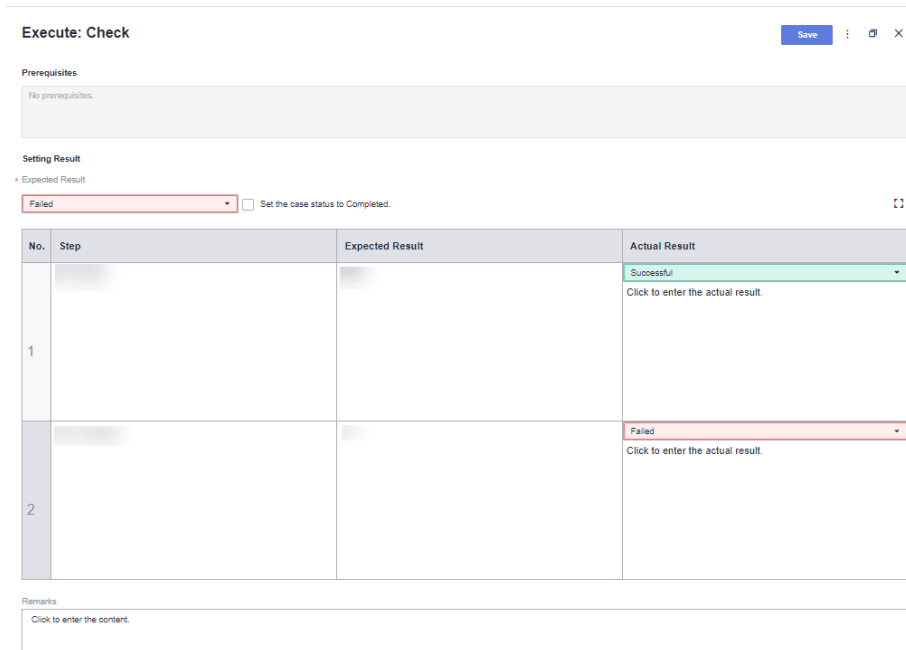 Execute: Check
Save
Prerequisites
No prerequisites.
Setting Result
* Expected Result
Failed
Set the case status to Completed.
No. Step Expected Result Actual Result
1
Successful
Click to enter the actual result.
2
Failed
Click to enter the actual result.
Remarks
Click to enter the content.